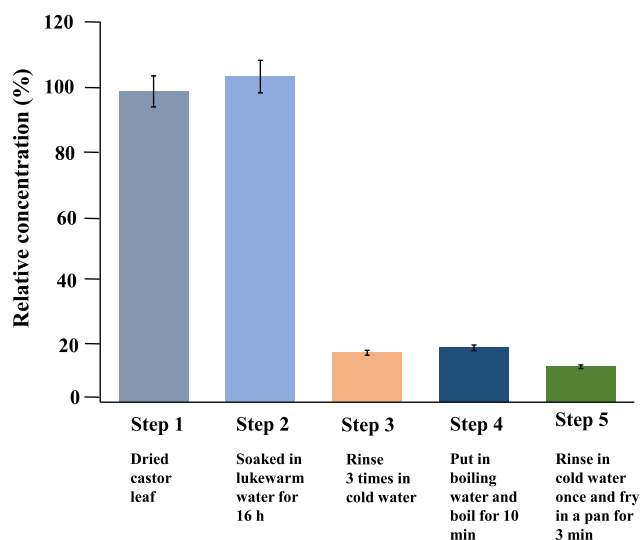 Relative concentration (%)
120
100
80
60
40
20
0
Step 1
Step 2
Step 3
Step 4
Step 5
Dried
castor
leaf
Soaked in
lukewarm
water for
16 h
Rinse
3 times in
cold water
Put in
boiling
water and
boil for 10
min
Rinse in
cold water
once and fry
in a pan for
3 min